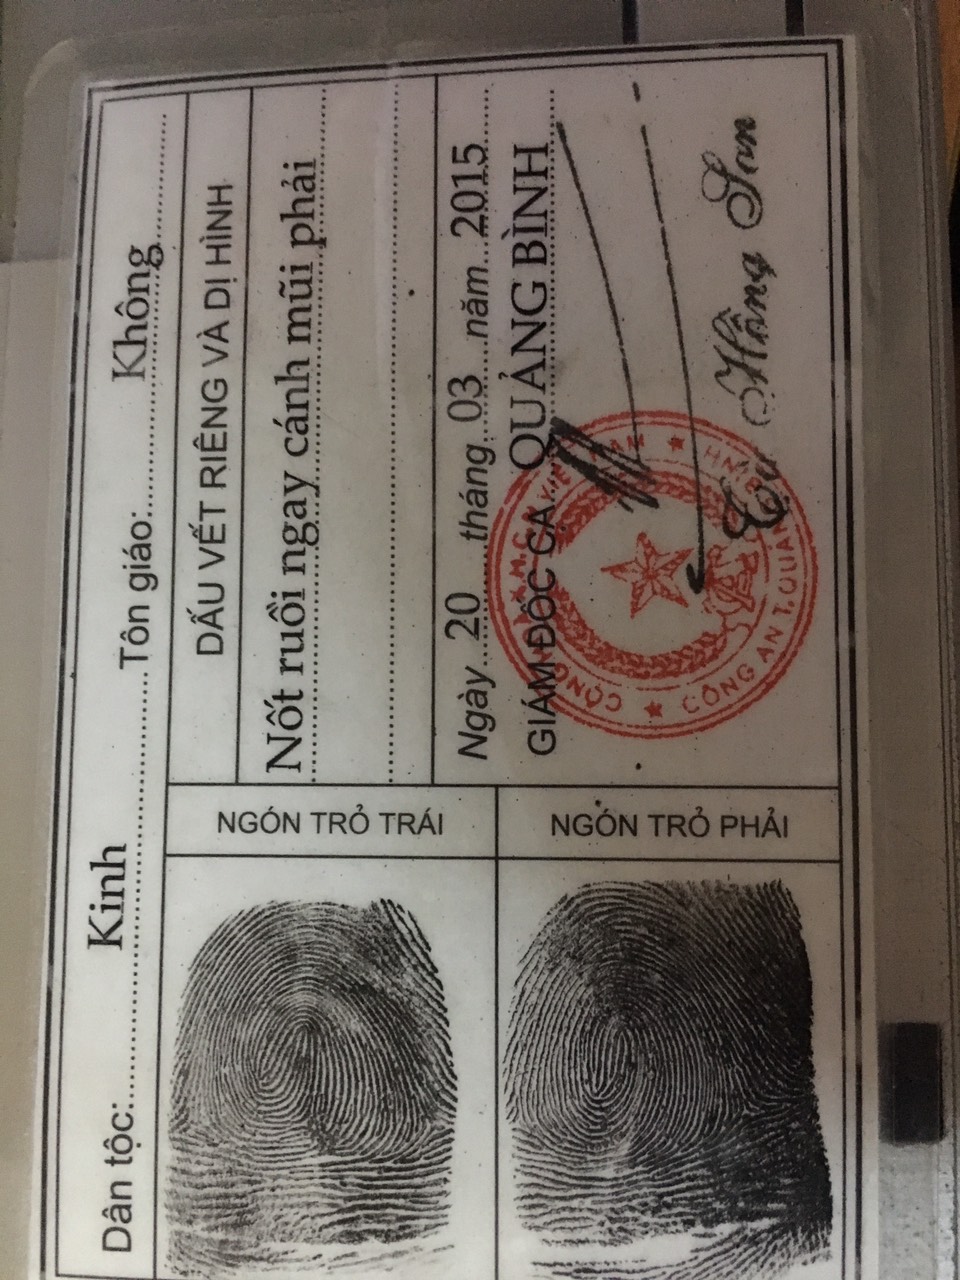 Dân tộc: Kinh Tôn giáo: Không
DẤU VẾT RIÊNG VÀ DỊ HÌNH
Nốt ruồi ngay cánh mũi phải
Ngày 20 tháng 03 năm 2015
GIÁM ĐỐC CA. QUẢNG BÌNH
CÔNG AN T. QUẢNG BÌNH
Từ Hồng Sơn
NGÓN TRỎ TRÁI
NGÓN TRỎ PHẢI